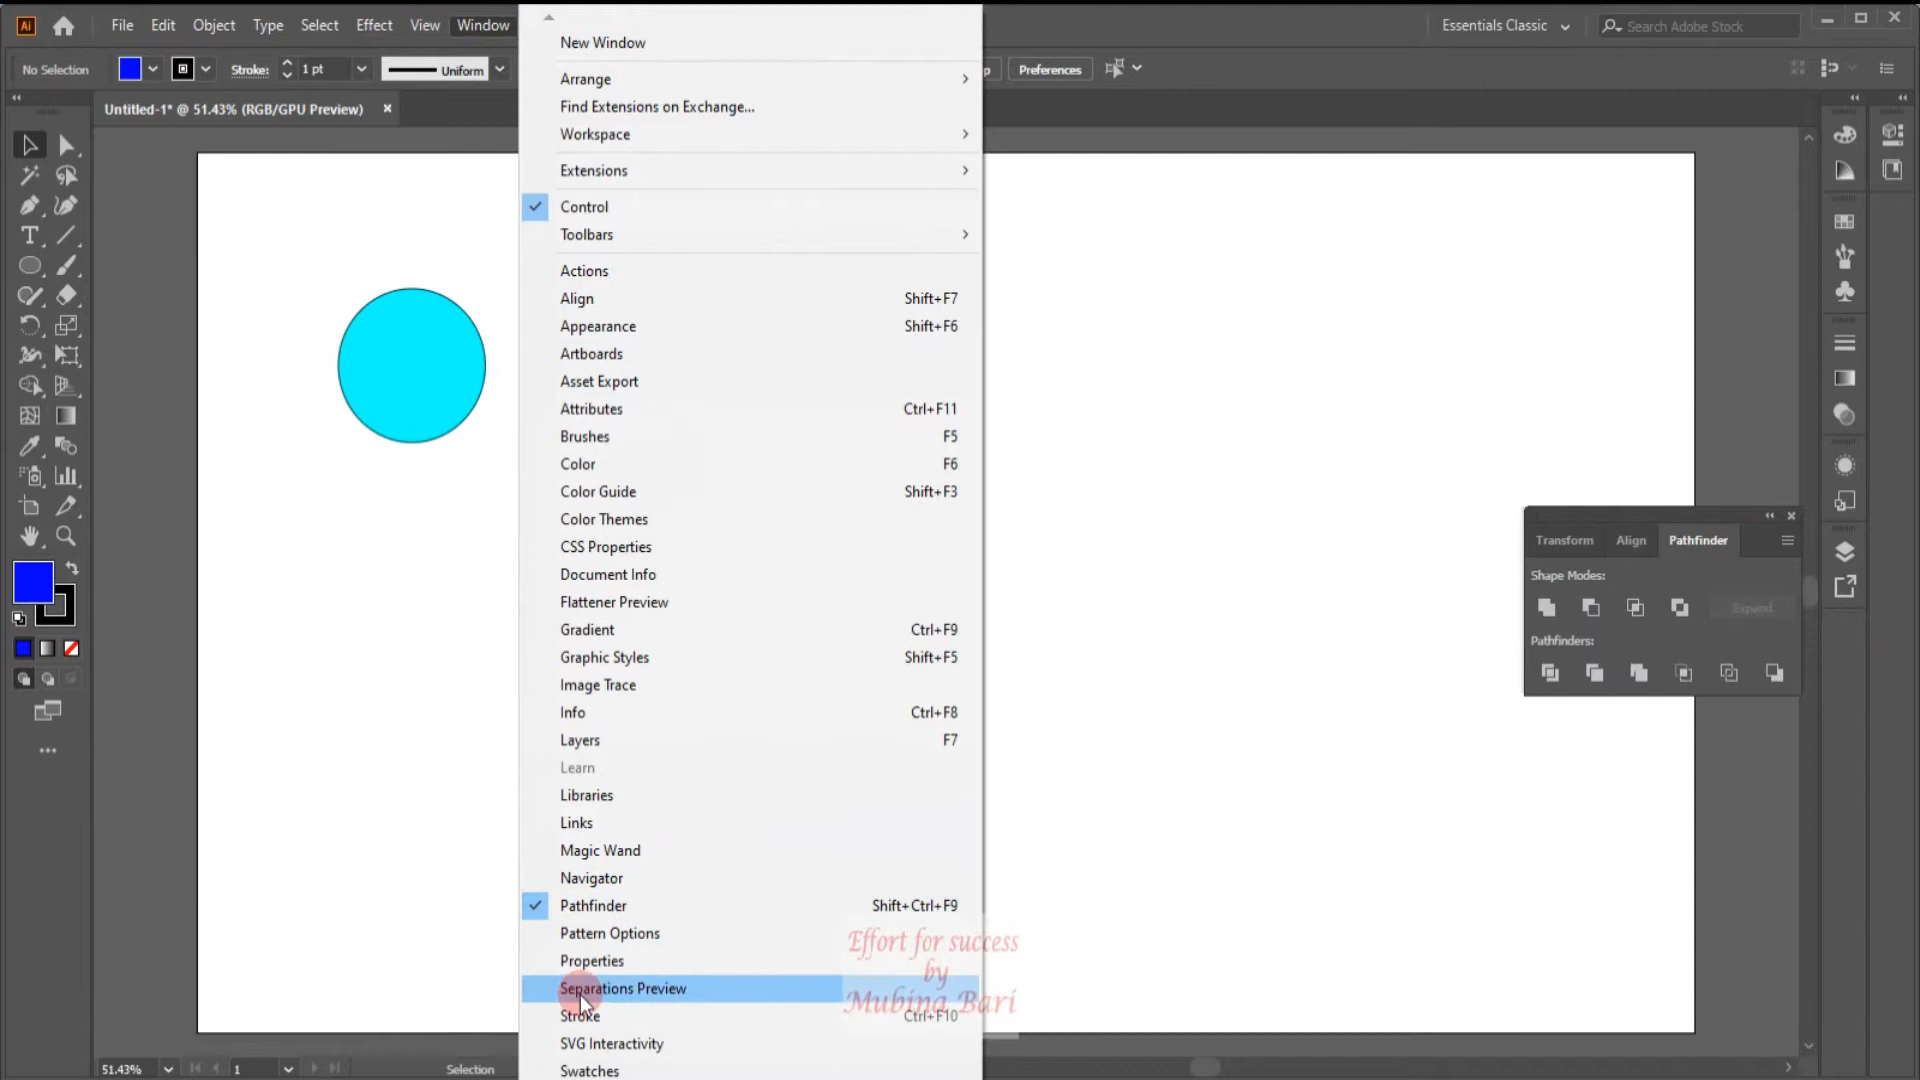 Ai
File Edit Object Type Select Effect View Window
Essentials Classic
Search Adobe Stock
No Selection
Stroke: 1 pt
Uniform
Preferences
Untitled-1* @ 51.43% (RGB/GPU Preview)
New Window
Arrange
Find Extensions on Exchange...
Workspace
Extensions
Control
Toolbars
Actions
Align Shift+F7
Appearance Shift+F6
Artboards
Asset Export
Attributes Ctrl+F11
Brushes F5
Color F6
Color Guide Shift+F3
Color Themes
CSS Properties
Document Info
Flattener Preview
Gradient Ctrl+F9
Graphic Styles Shift+F5
Image Trace
Info Ctrl+F8
Layers F7
Learn
Libraries
Links
Magic Wand
Navigator
Pathfinder Shift+Ctrl+F9
Pattern Options
Properties
Separations Preview
Stroke Ctrl+F10
SVG Interactivity
Swatches
Transform Align Pathfinder
Shape Modes:
Expand
Pathfinders:
Effort for success
by
Mubina Bari
51.43%
1
Selection